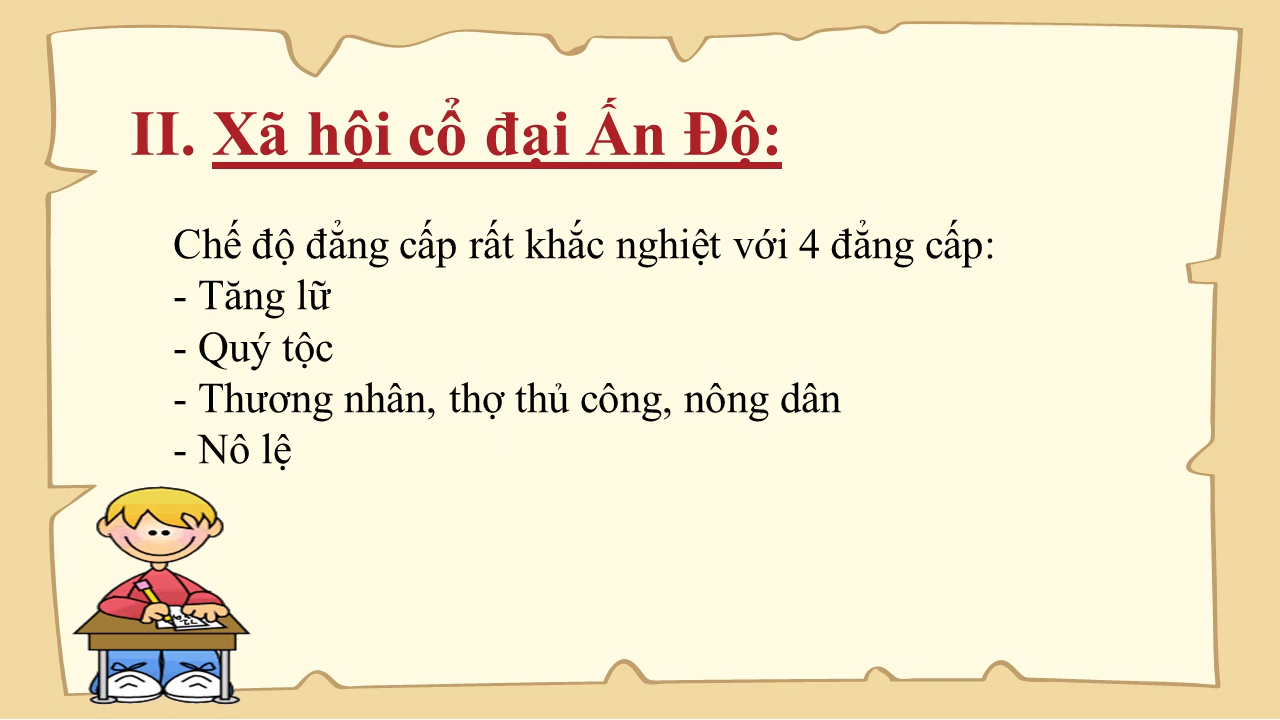 II. Xã hội cổ đại Ấn Độ:
Chế độ đẳng cấp rất khắc nghiệt với 4 đẳng cấp:
- Tăng lữ
- Quý tộc
- Thương nhân, thợ thủ công, nông dân
- Nô lệ